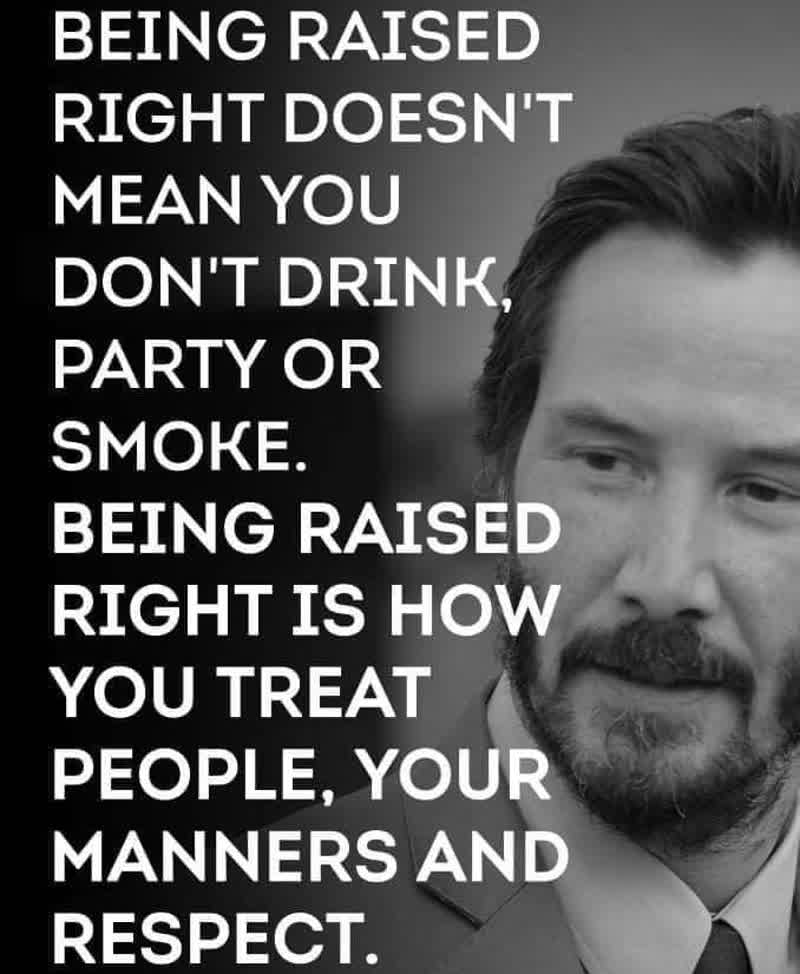 BEING RAISED
RIGHT DOESN'T
MEAN YOU
DON'T DRINK,
PARTY OR
SMOKE.
BEING RAISED
RIGHT IS HOW
YOU TREAT
PEOPLE, YOUR
MANNERS AND
RESPECT.